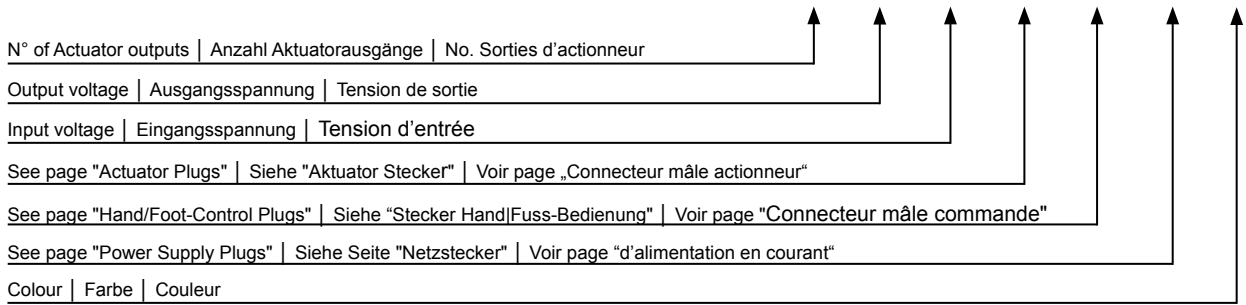 N° of Actuator outputs | Anzahl Aktuatorausgänge | No. Sorties d’actionneur
Output voltage | Ausgangsspannung | Tension de sortie
Input voltage | Eingangsspannung | Tension d’entrée
See page "Actuator Plugs" | Siehe "Aktuator Stecker" | Voir page „Connecteur mâle actionneur“
See page "Hand/Foot-Control Plugs" | Siehe “Stecker Hand|Fuss-Bedienung" | Voir page "Connecteur mâle commande"
See page "Power Supply Plugs" | Siehe Seite "Netzstecker" | Voir page “d’alimentation en courant“
Colour | Farbe | Couleur